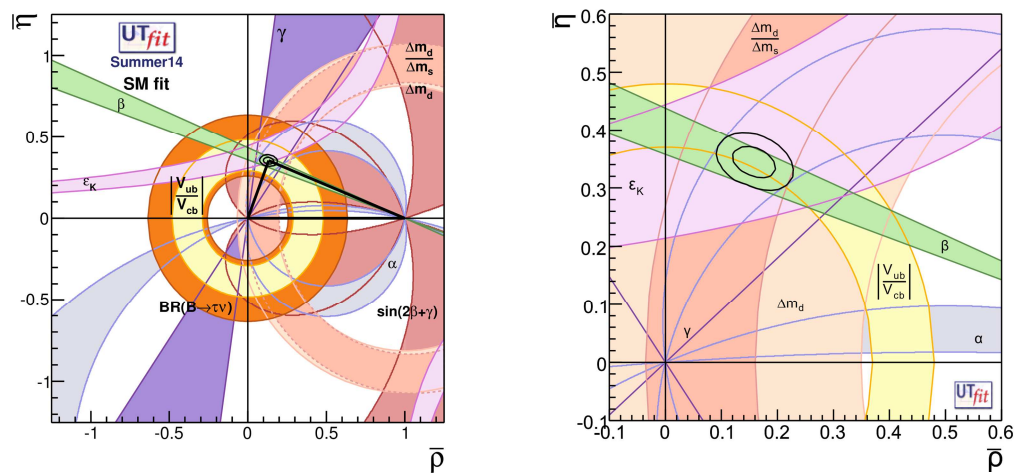 η̅
UTfit
Summer14
SM fit
γ
Δm_d
Δm_s
Δm_d
β
ε_K
|V_ub/V_cb|
α
BR(B→τν)
sin(2β+γ)
1
0.5
0
-0.5
-1
-1
-0.5
0
0.5
1
ρ̅
η̅
0.6
0.5
0.4
0.3
0.2
0.1
0
-0.1
Δm_d
Δm_s
ε_K
β
|V_ub/V_cb|
Δm_d
γ
α
UTfit
-0.1
0
0.1
0.2
0.3
0.4
0.5
0.6
ρ̅